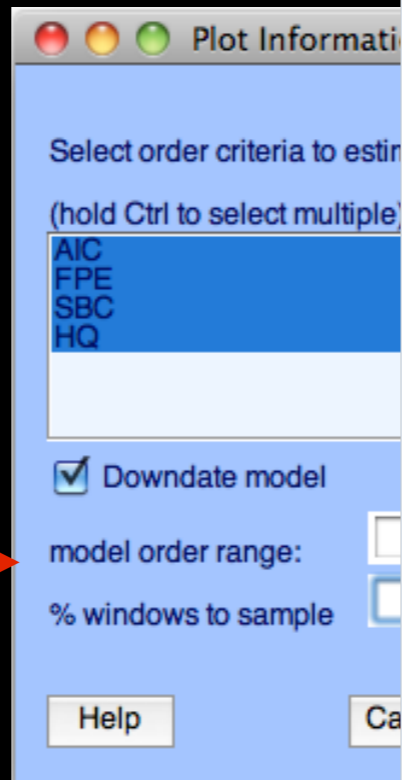 Plot Informati
Select order criteria to estim
(hold Ctrl to select multiple)
AIC
FPE
SBC
HQ
Downdate model
model order range:
% windows to sample
Help
Ca